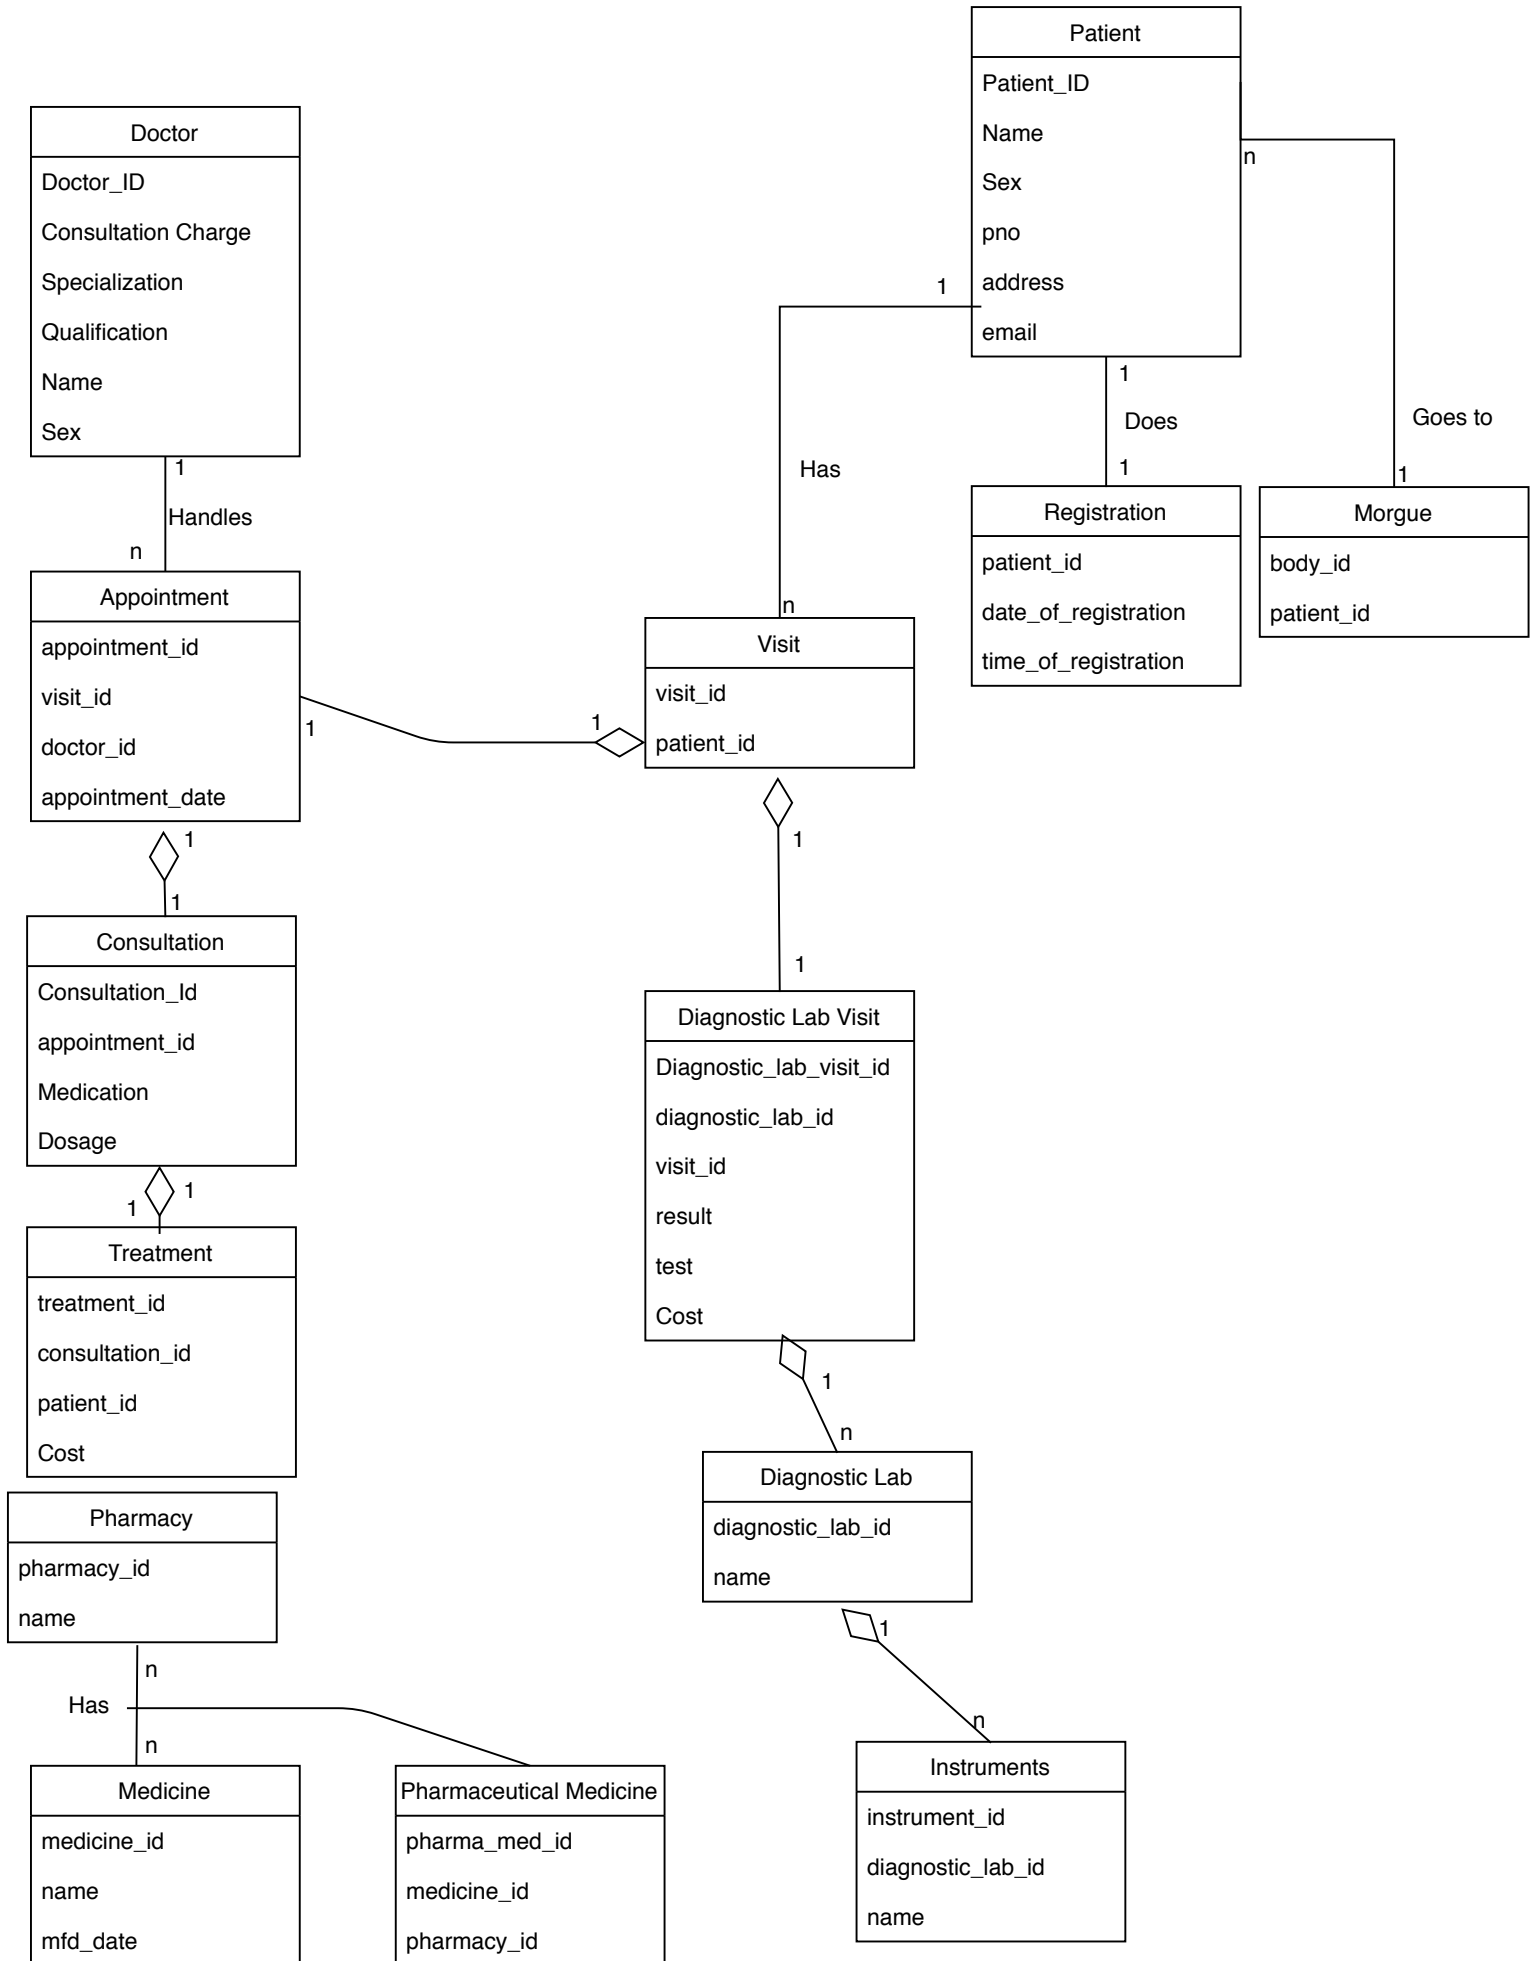 Patient
Patient_ID
Name
Sex
pno
address
email
n
1
1
Does
1
Goes to
1
Has
n
Doctor
Doctor_ID
Consultation Charge
Specialization
Qualification
Name
Sex
1
Handles
n
Registration
patient_id
date_of_registration
time_of_registration
Morgue
body_id
patient_id
Appointment
appointment_id
visit_id
doctor_id
appointment_date
1
1
Visit
visit_id
patient_id
1
1
1
1
Consultation
Consultation_Id
appointment_id
Medication
Dosage
1
1
Treatment
treatment_id
consultation_id
patient_id
Cost
Diagnostic Lab Visit
Diagnostic_lab_visit_id
diagnostic_lab_id
visit_id
result
test
Cost
1
n
Diagnostic Lab
diagnostic_lab_id
name
1
n
Pharmacy
pharmacy_id
name
n
Has
n
Medicine
medicine_id
name
mfd_date
Pharmaceutical Medicine
pharma_med_id
medicine_id
pharmacy_id
Instruments
instrument_id
diagnostic_lab_id
name